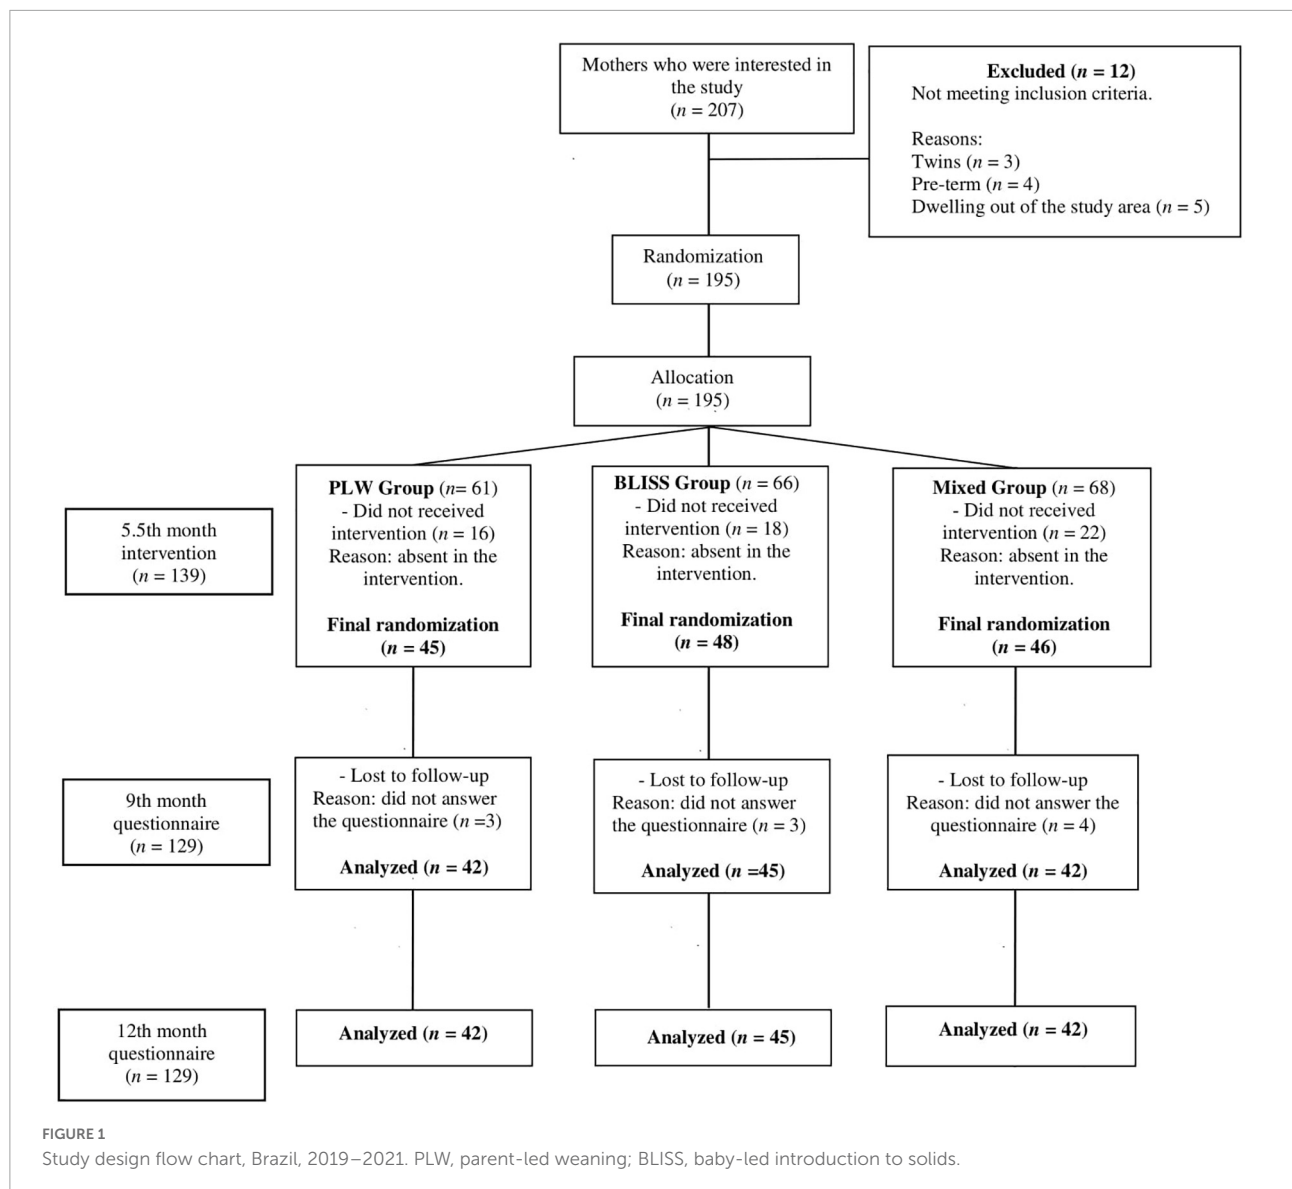 Mothers who were interested in
the study
(n = 207)
Excluded (n = 12)
Not meeting inclusion criteria.
Reasons:
Twins (n = 3)
Pre-term (n = 4)
Dwelling out of the study area (n = 5)
Randomization
(n = 195)
Allocation
(n = 195)
5.5th month
intervention
(n = 139)
PLW Group (n= 61)
- Did not received
intervention (n = 16)
Reason: absent in the
intervention.
Final randomization
(n = 45)
BLISS Group (n = 66)
- Did not received
intervention (n = 18)
Reason: absent in the
intervention.
Final randomization
(n = 48)
Mixed Group (n = 68)
- Did not received
intervention (n = 22)
Reason: absent in the
intervention.
Final randomization
(n = 46)
9th month
questionnaire
(n = 129)
- Lost to follow-up
Reason: did not answer
the questionnaire (n =3)
Analyzed (n = 42)
- Lost to follow-up
Reason: did not answer
the questionnaire (n = 3)
Analyzed (n =45)
- Lost to follow-up
Reason: did not answer the
questionnaire (n = 4)
Analyzed (n = 42)
12th month
questionnaire
(n = 129)
Analyzed (n = 42)
Analyzed (n = 45)
Analyzed (n = 42)
FIGURE 1
Study design flow chart, Brazil, 2019–2021. PLW, parent-led weaning; BLISS, baby-led introduction to solids.